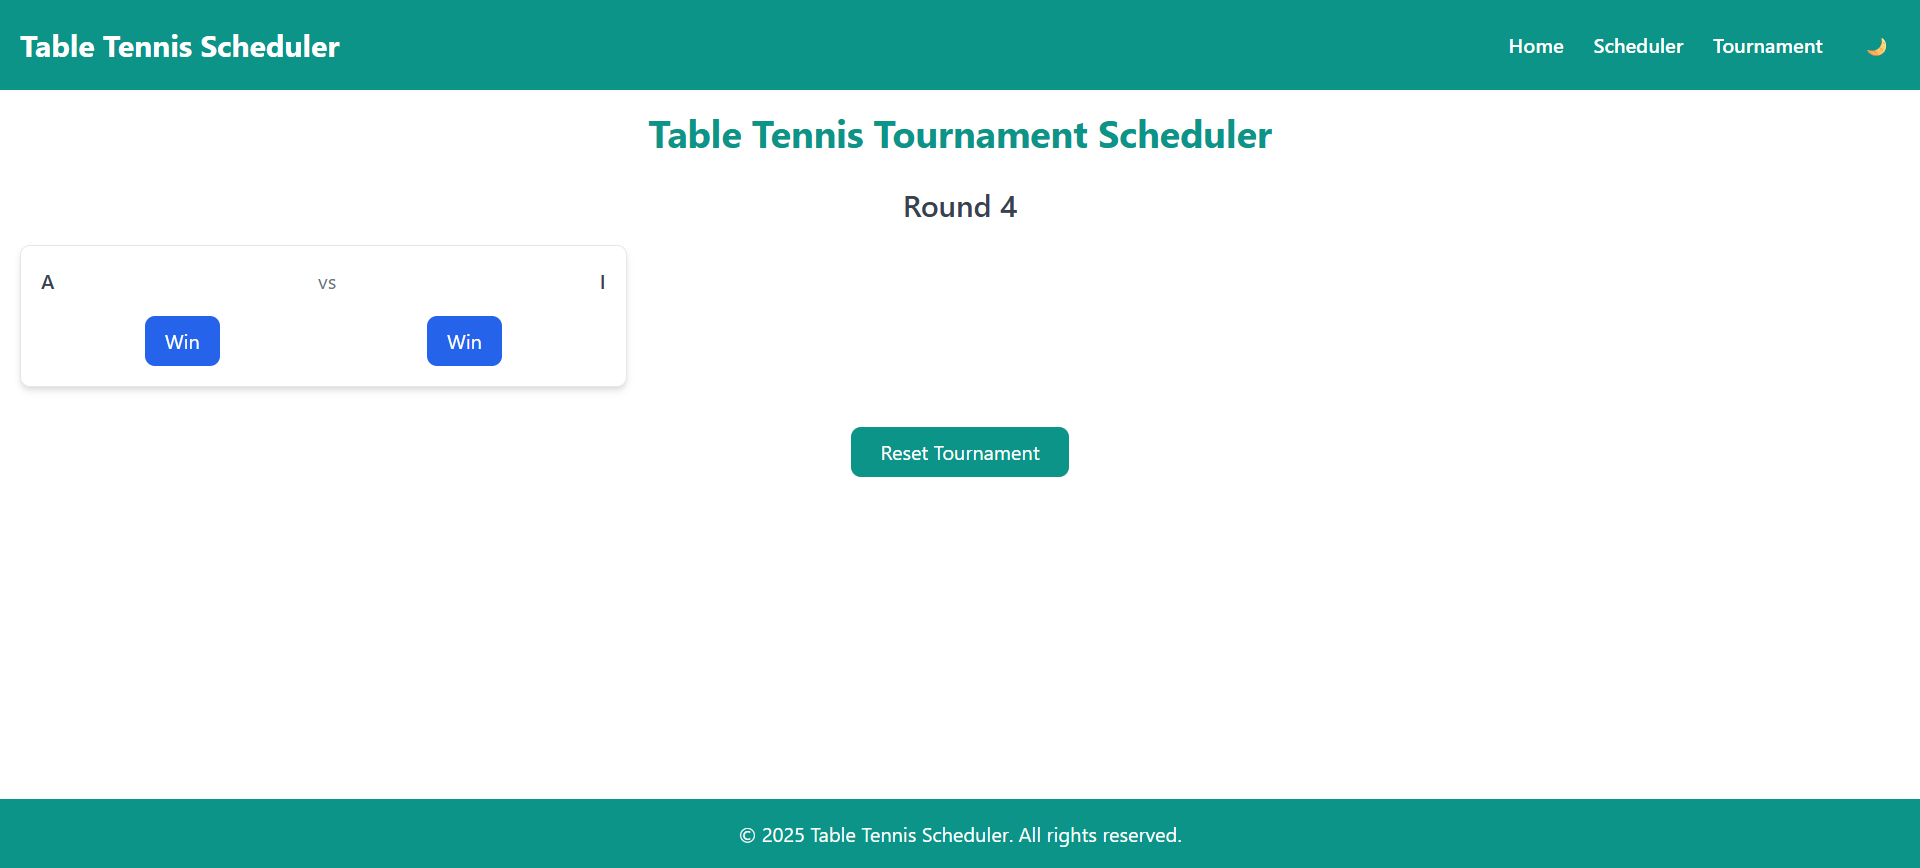 Table Tennis Scheduler
Home Scheduler Tournament
Table Tennis Tournament Scheduler
Round 4
A vs I
Win Win
Reset Tournament
© 2025 Table Tennis Scheduler. All rights reserved.